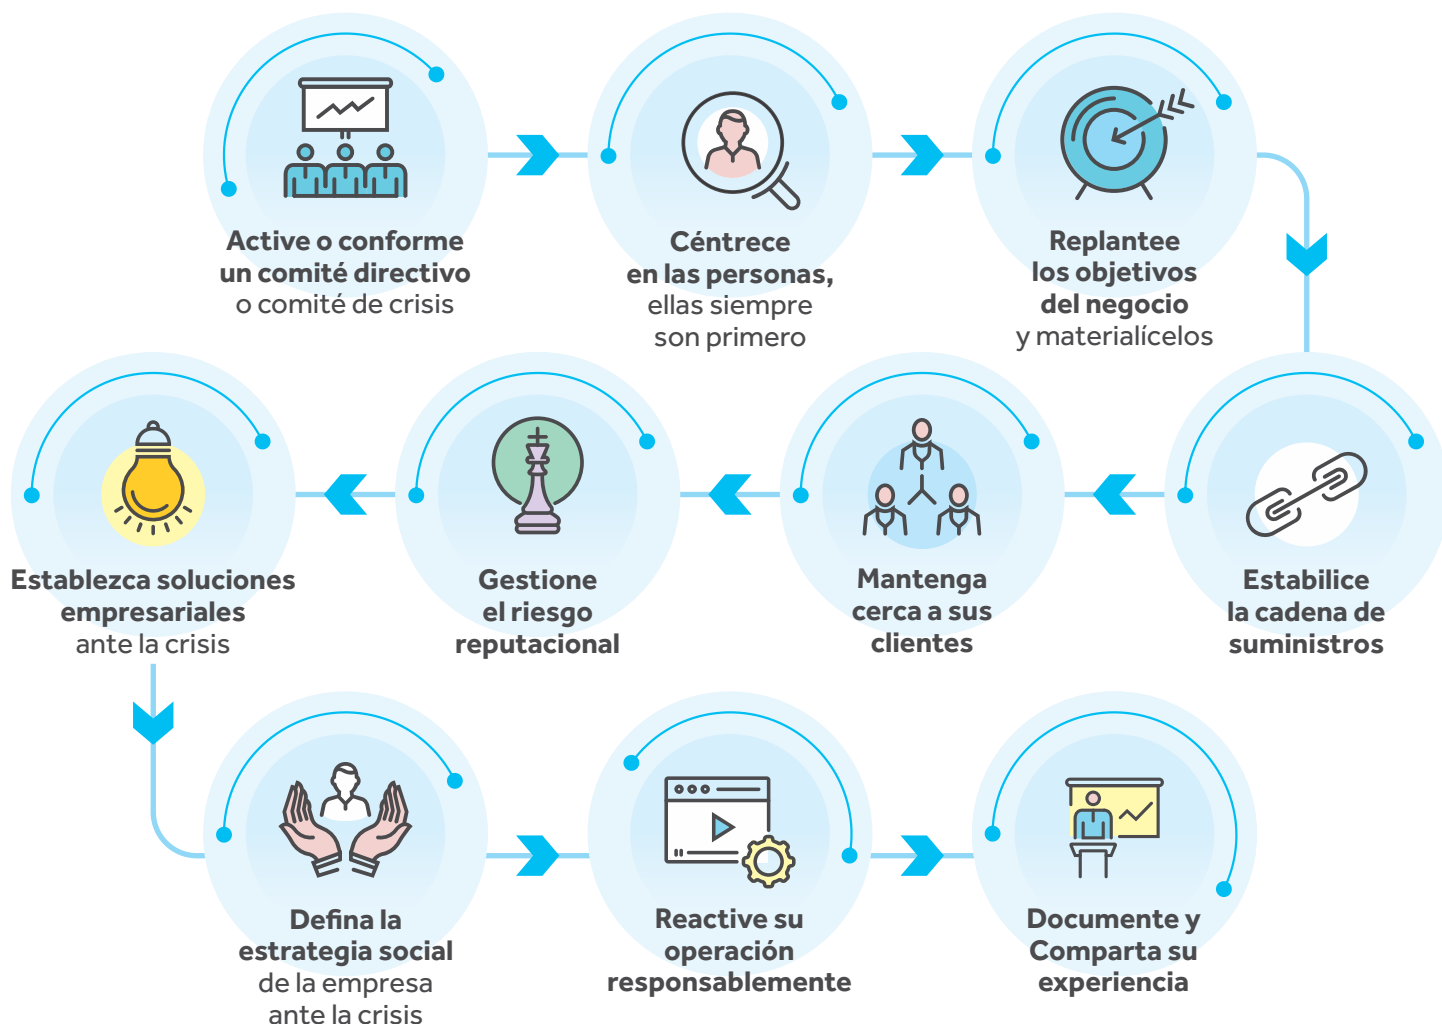 Active o conforme
un comité directivo
o comité de crisis
Céntrece
en las personas,
ellas siempre
son primero
Replantee
los objetivos
del negocio
y materialícelos
Estabilice
la cadena de
suministros
Mantenga
cerca a sus
clientes
Gestione
el riesgo
reputacional
Establezca soluciones
empresariales
ante la crisis
Defina la
estrategia social
de la empresa
ante la crisis
Reactive su
operación
responsablemente
Documente y
Comparta su
experiencia